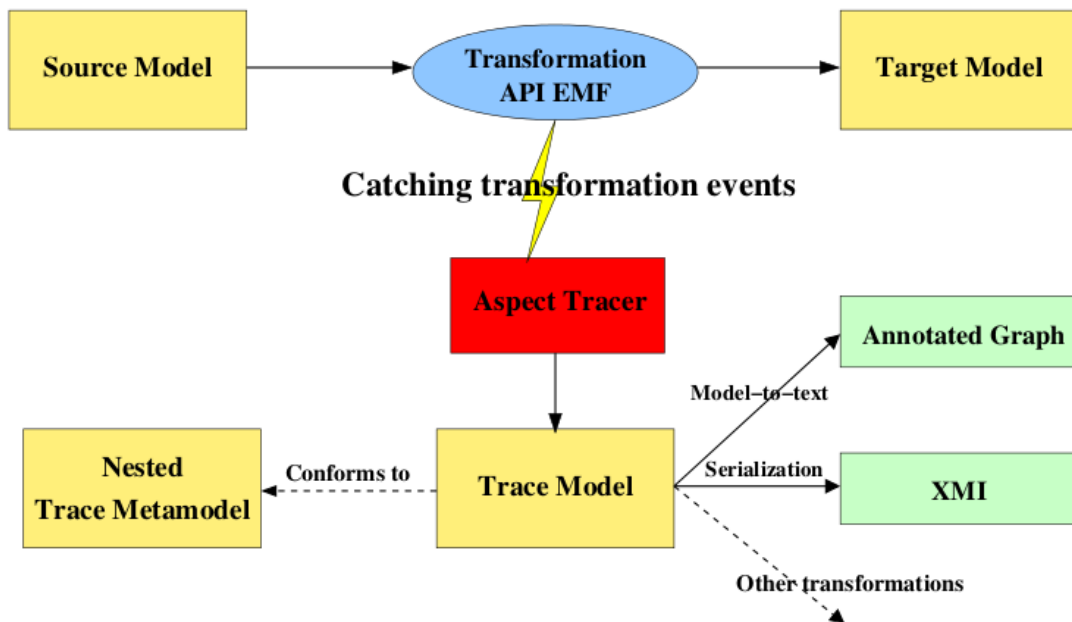 Source Model
Transformation
API EMF
Target Model
Catching transformation events
Aspect Tracer
Annotated Graph
Model-to-text
Nested
Trace Metamodel
Conforms to
Trace Model
Serialization
XMI
Other transformations